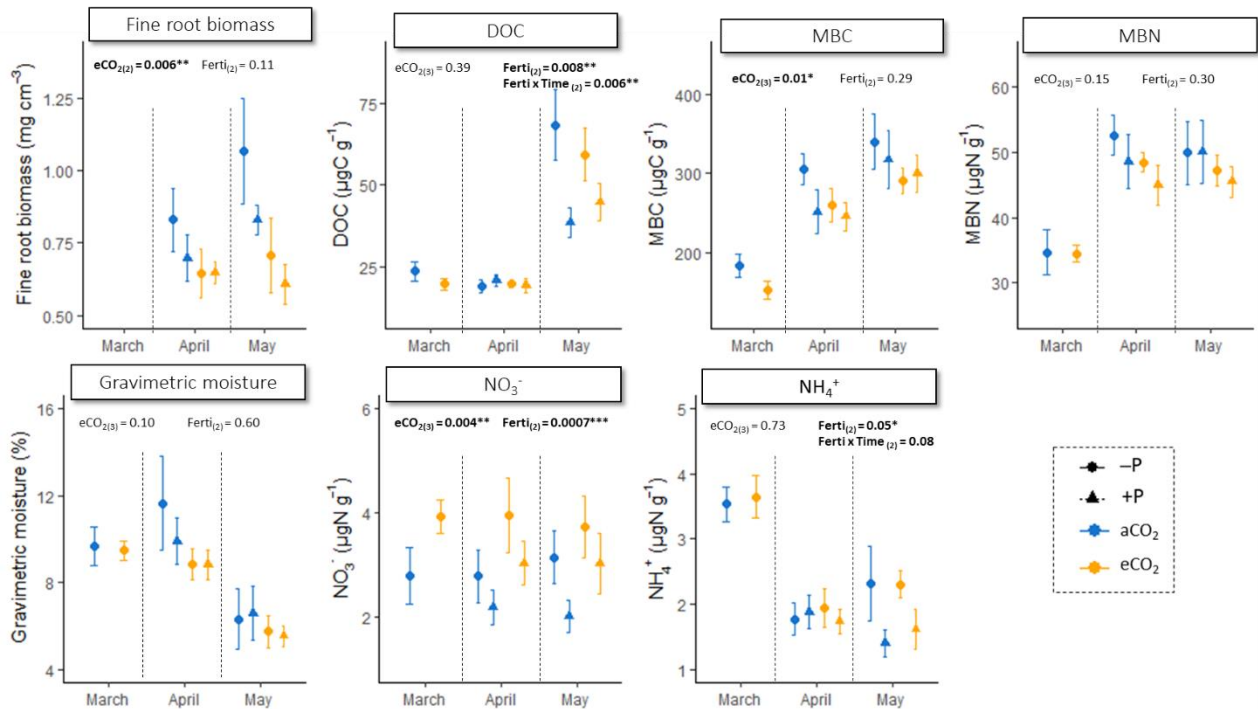 Fine root biomass
eCO2(2) = 0.006** Ferti(2) = 0.11
Fine root biomass (mg cm−3)
1.25
1.00
0.75
0.50
March April May
DOC
eCO2(3) = 0.39 Ferti(2) = 0.008**
Ferti x Time (2) = 0.006**
DOC (µgC g−1)
75
50
25
March April May
MBC
eCO2(3) = 0.01* Ferti(2) = 0.29
MBC (µgC g−1)
400
300
200
March April May
MBN
eCO2(3) = 0.15 Ferti(2) = 0.30
MBN (µgN g−1)
60
50
40
30
March April May
Gravimetric moisture
eCO2(3) = 0.10 Ferti(2) = 0.60
Gravimetric moisture (%)
16
12
8
4
March April May
NO3-
eCO2(3) = 0.004** Ferti(2) = 0.0007***
NO3- (µgN g−1)
6
4
2
March April May
NH4+
eCO2(3) = 0.73 Ferti(2) = 0.05*
Ferti x Time (2) = 0.08
NH4+ (µgN g−1)
5
4
3
2
1
March April May
−P
+P
aCO2
eCO2